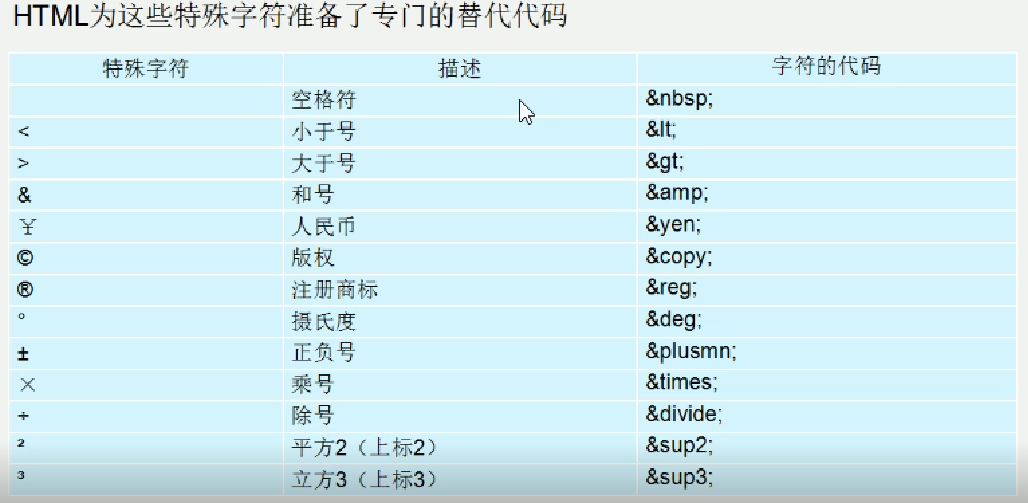 HTML为这些特殊字符准备了专门的替代代码
特殊字符 描述 字符的代码
空格符 &nbsp;
< 小于号 &lt;
> 大于号 &gt;
& 和号 &amp;
¥ 人民币 &yen;
© 版权 &copy;
® 注册商标 &reg;
° 摄氏度 &deg;
± 正负号 &plusmn;
× 乘号 &times;
÷ 除号 &divide;
² 平方2（上标2） &sup2;
³ 立方3（上标3） &sup3;